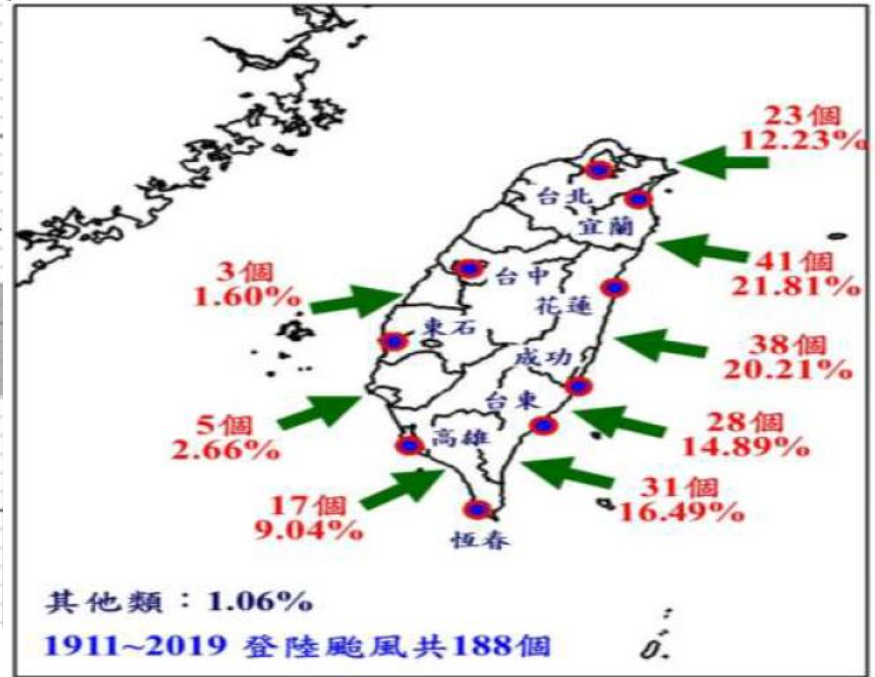 23個
12.23%
台北
宜蘭
41個
21.81%
3個
1.60%
台中
花蓮
東石
成功
38個
20.21%
台東
28個
14.89%
5個
2.66%
高雄
31個
16.49%
17個
9.04%
恆春
其他類：1.06%
1911~2019 登陸颱風共188個